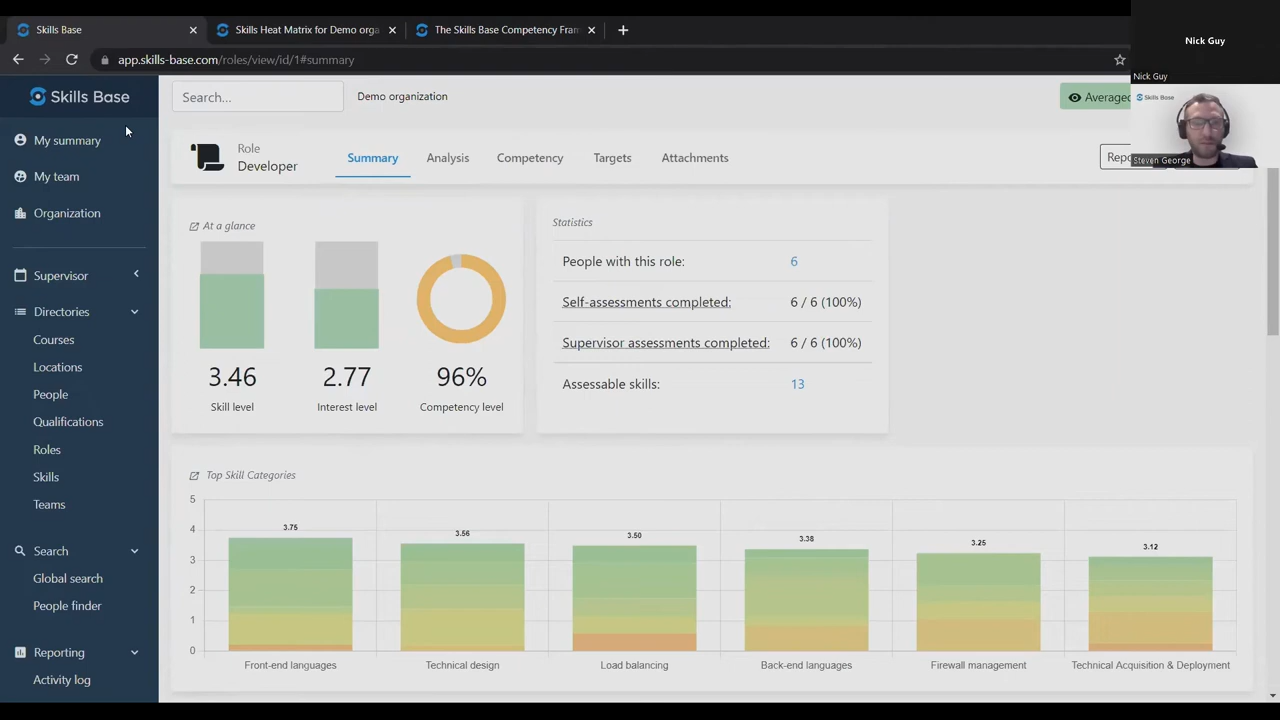 Skills Base
Skills Heat Matrix for Demo orga
The Skills Base Competency Fram
Nick Guy
app.skills-base.com/roles/view/id/1#summary
Nick Guy
Skills Base
Search...
Demo organization
Averaged
Skills Base
Steven George
My summary
My team
Organization
Supervisor
Directories
Courses
Locations
People
Qualifications
Roles
Skills
Teams
Search
Global search
People finder
Reporting
Activity log
Role
Developer
Summary
Analysis
Competency
Targets
Attachments
Repo
At a glance
3.46
2.77
96%
Skill level
Interest level
Competency level
Statistics
People with this role: 6
Self-assessments completed: 6 / 6 (100%)
Supervisor assessments completed: 6 / 6 (100%)
Assessable skills: 13
Top Skill Categories
5
4
3
2
1
0
3.75
3.56
3.50
3.38
3.25
3.12
Front-end languages
Technical design
Load balancing
Back-end languages
Firewall management
Technical Acquisition & Deployment